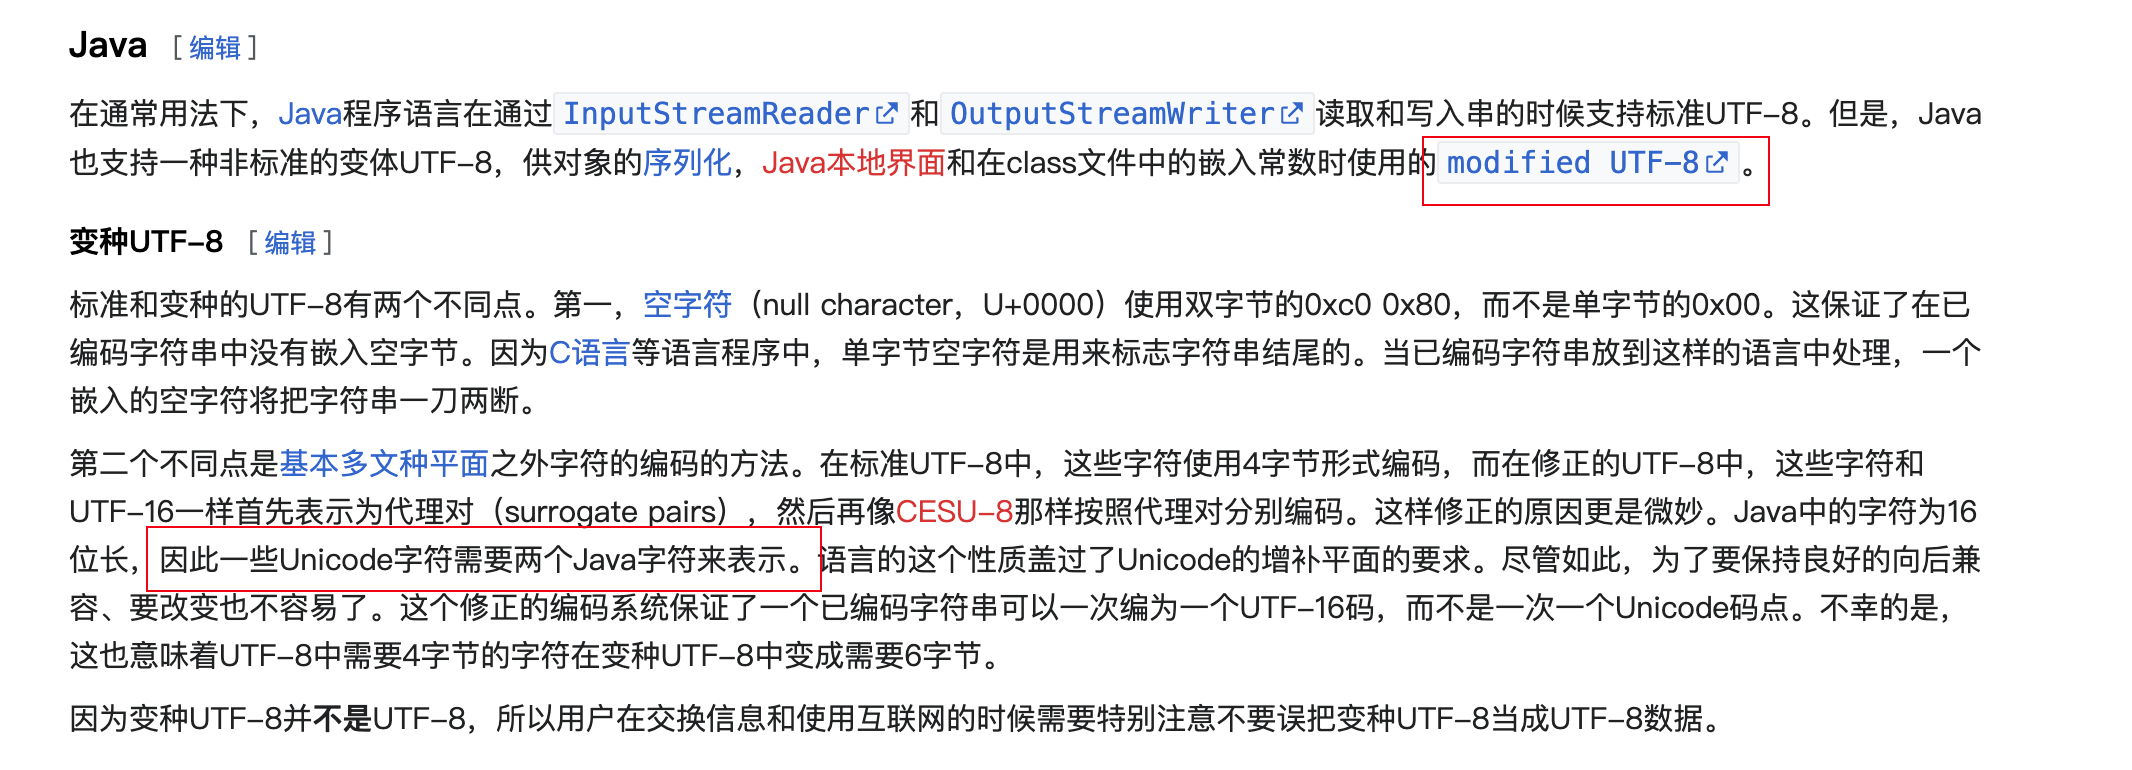 Java [编辑]
在通常用法下，Java程序语言在通过InputStreamReader和OutputStreamWriter读取和写入串的时候支持标准UTF-8。但是，Java
也支持一种非标准的变体UTF-8，供对象的序列化，Java本地界面和在class文件中的嵌入常数时使用的modified UTF-8。
变种UTF-8 [编辑]
标准和变种的UTF-8有两个不同点。第一，空字符（null character，U+0000）使用双字节的0xc0 0x80，而不是单字节的0x00。这保证了在已
编码字符串中没有嵌入空字节。因为C语言等语言程序中，单字节空字符是用来标志字符串结尾的。当已编码字符串放到这样的语言中处理，一个
嵌入的空字符将把字符串一刀两断。
第二个不同点是基本多文种平面之外字符的编码的方法。在标准UTF-8中，这些字符使用4字节形式编码，而在修正的UTF-8中，这些字符和
UTF-16一样首先表示为代理对（surrogate pairs），然后再像CESU-8那样按照代理对分别编码。这样修正的原因更是微妙。Java中的字符为16
位长，因此一些Unicode字符需要两个Java字符来表示。语言的这个性质盖过了Unicode的增补平面的要求。尽管如此，为了要保持良好的向后兼
容、要改变也不容易了。这个修正的编码系统保证了一个已编码字符串可以一次编为一个UTF-16码，而不是一次一个Unicode码点。不幸的是，
这也意味着UTF-8中需要4字节的字符在变种UTF-8中变成需要6字节。
因为变种UTF-8并不是UTF-8，所以用户在交换信息和使用互联网的时候需要特别注意不要误把变种UTF-8当成UTF-8数据。